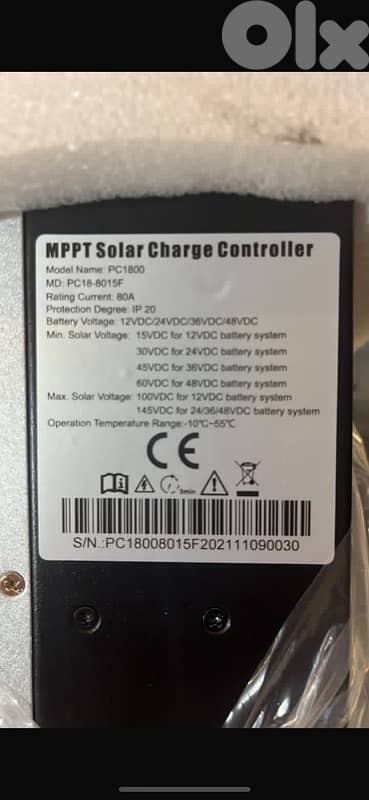 Olx
MPPT Solar Charge Controller
Model Name: PC1800
MD: PC18-8015F
Rating Current: 80A
Protection Degree: IP 20
Battery Voltage: 12VDC/24VDC/36VDC/48VDC
Min. Solar Voltage: 15VDC for 12VDC battery system
30VDC for 24VDC battery system
45VDC for 36VDC battery system
60VDC for 48VDC battery system
Max. Solar Voltage: 100VDC for 12VDC battery system
145VDC for 24/36/48VDC battery system
Operation Temperature Range:-10℃~55℃
CE
5min
S/N.:PC18008015F202111090030